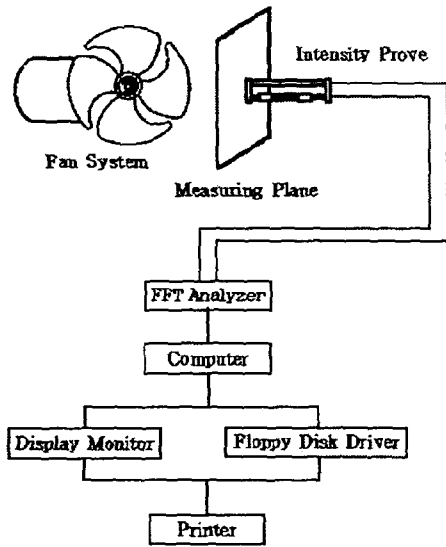 Intensity Prove
Fan System
Measuring Plane
FFT Analyzer
Computer
Display Monitor
Floppy Disk Driver
Printer